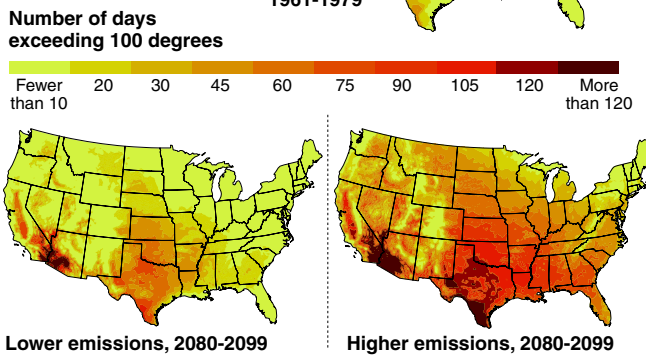 1961-1979
Number of days
exceeding 100 degrees
Fewer than 10 20 30 45 60 75 90 105 120 More than 120
Lower emissions, 2080-2099
Higher emissions, 2080-2099